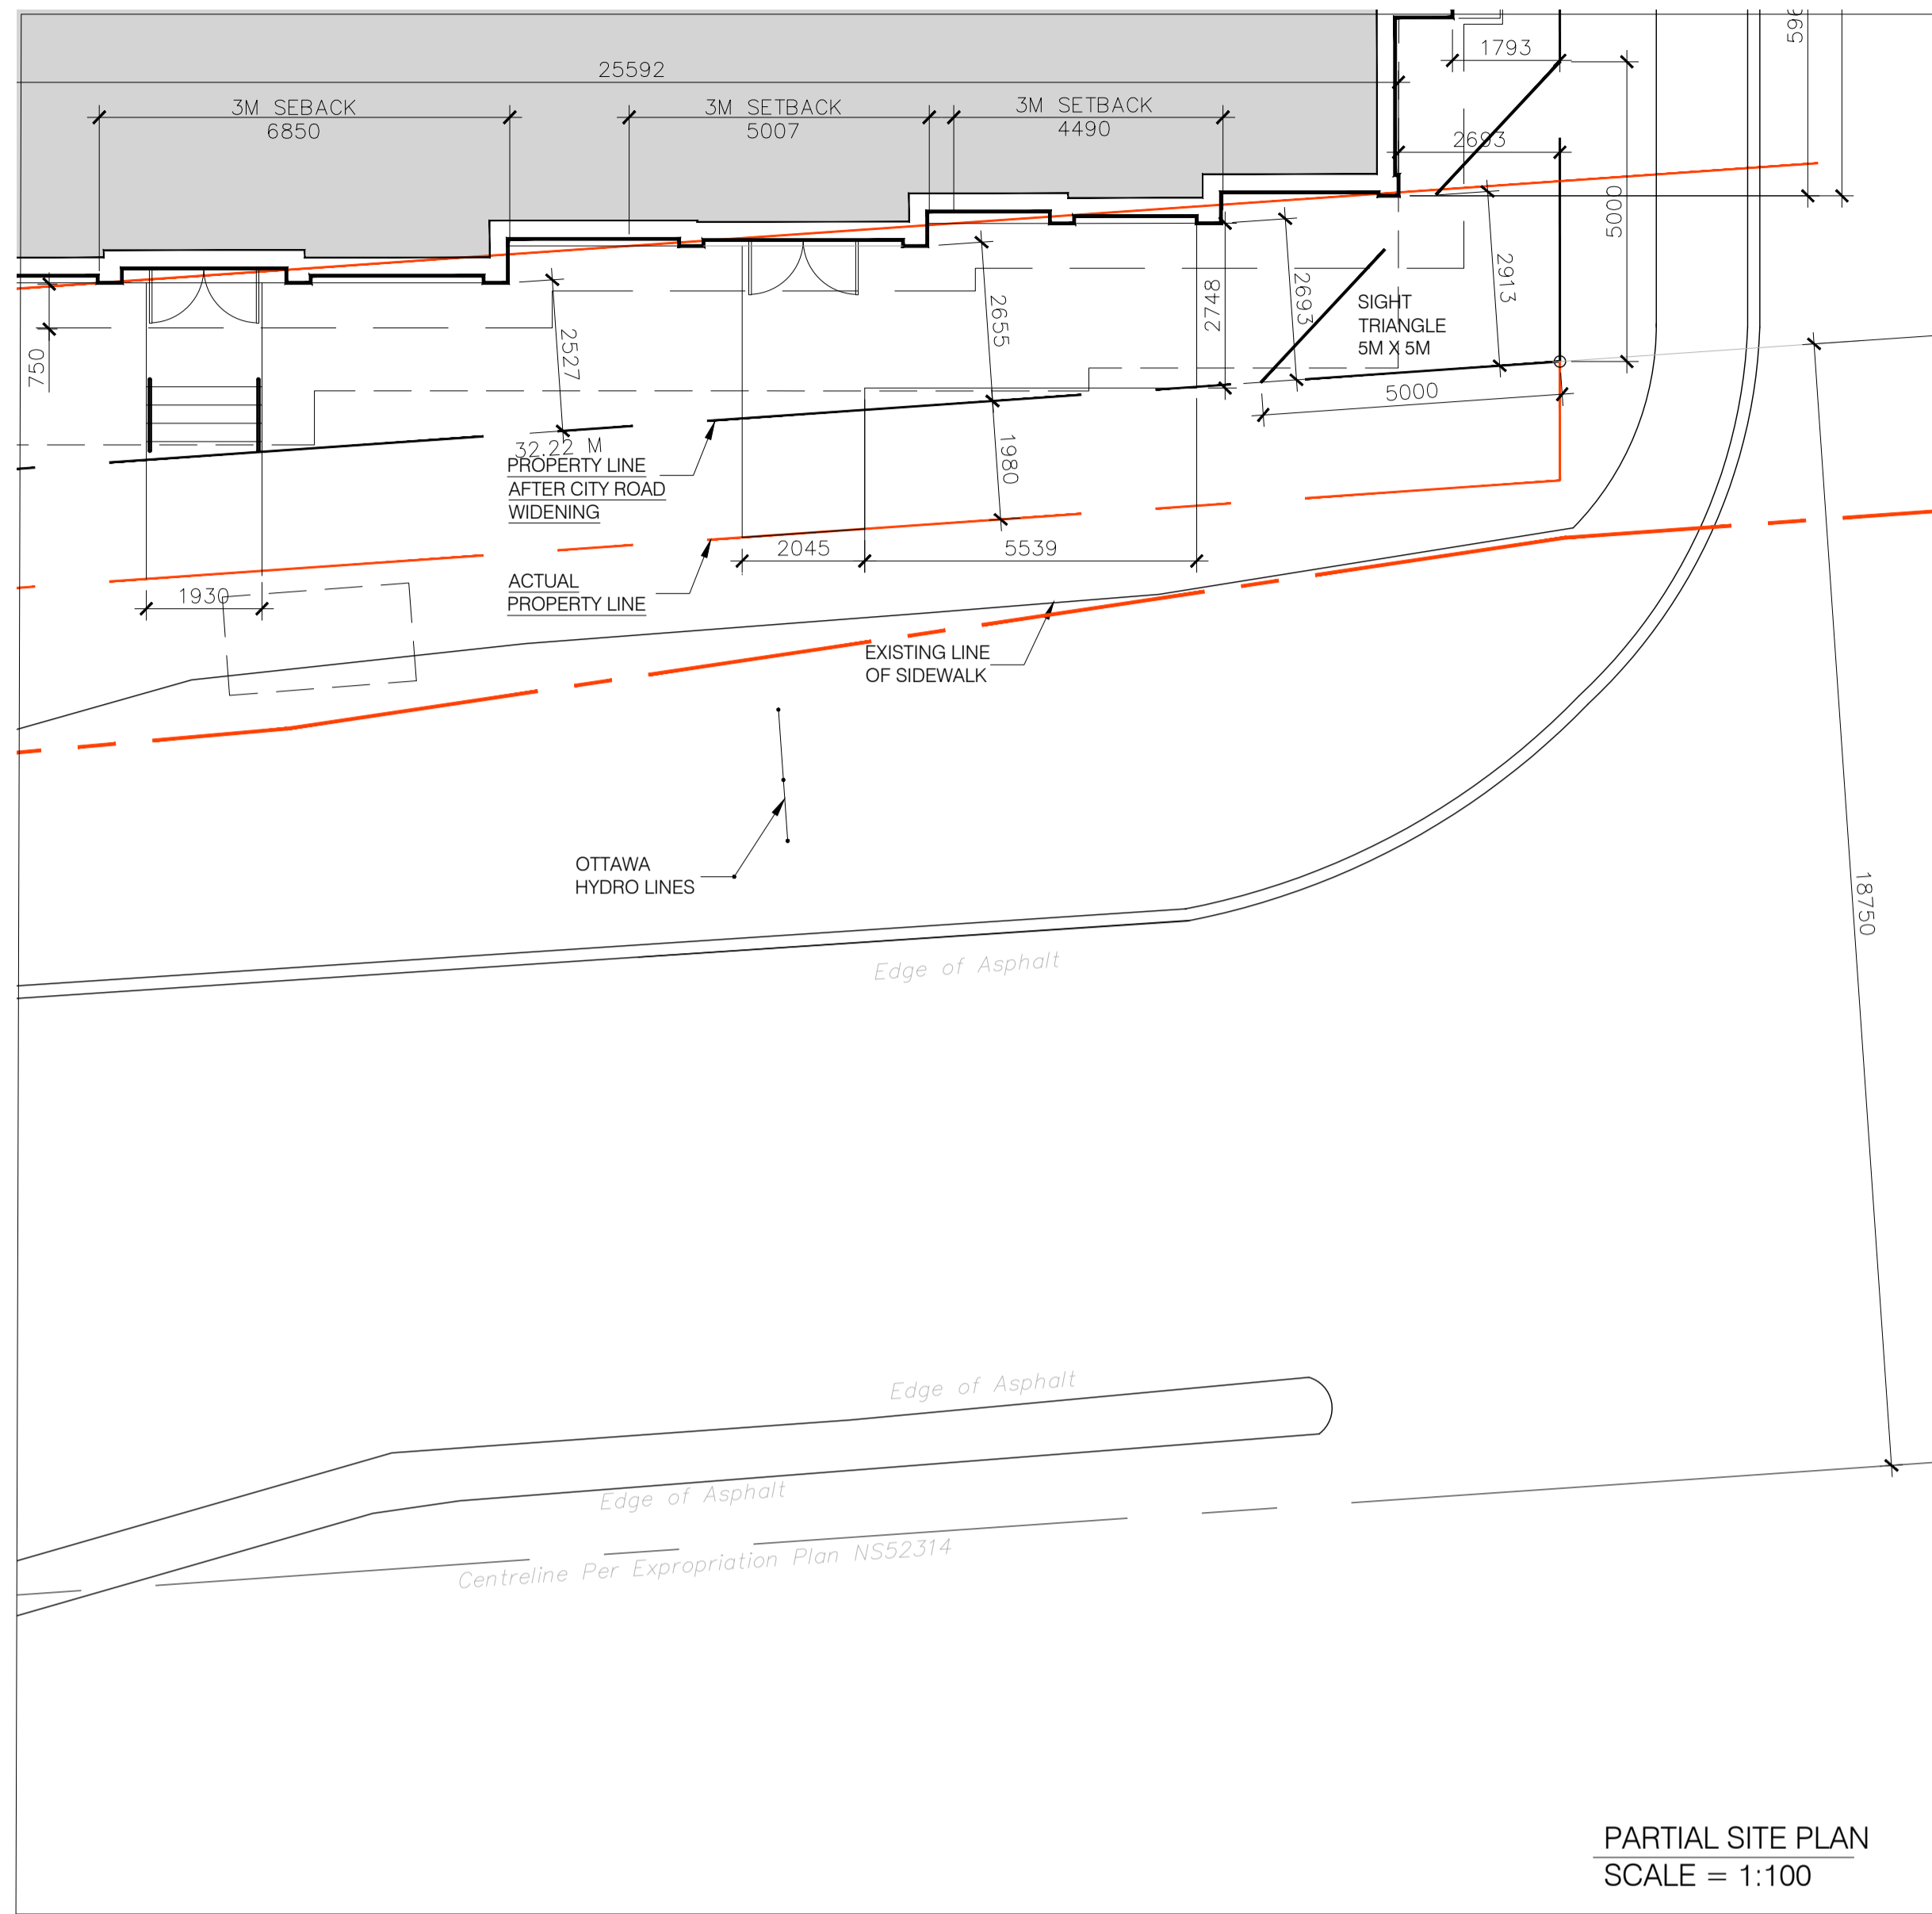 596
1793
25592
3M SEBACK
6850
3M SETBACK
5007
3M SETBACK
4490
2693
5000
2913
2693
2748
2655
2527
750
SIGHT
TRIANGLE
5M X 5M
5000
32.22 M
PROPERTY LINE
AFTER CITY ROAD
WIDENING
1980
2045
5539
ACTUAL
PROPERTY LINE
1930
EXISTING LINE
OF SIDEWALK
OTTAWA
HYDRO LINES
18750
Edge of Asphalt
Edge of Asphalt
Edge of Asphalt
Centreline Per Expropriation Plan NS52314
PARTIAL SITE PLAN
SCALE = 1:100